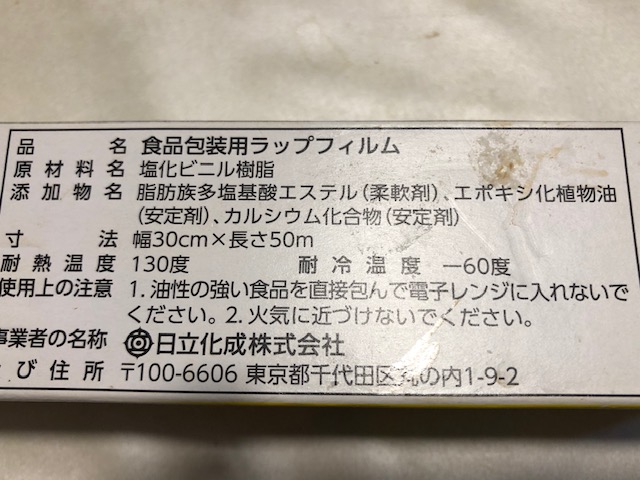 品名 食品包装用ラップフィルム
原材料名 塩化ビニル樹脂
添加物名 脂肪族多塩基酸エステル(柔軟剤)、エポキシ化植物油
(安定剤)、カルシウム化合物(安定剤)
寸法 幅30cm×長さ50m
耐熱温度 130度 耐冷温度 −60度
使用上の注意 1. 油性の強い食品を直接包んで電子レンジに入れないで
ください。2. 火気に近づけないでください。
事業者の名称 日立化成株式会社
び住所 〒100-6606 東京都千代田区丸の内1-9-2